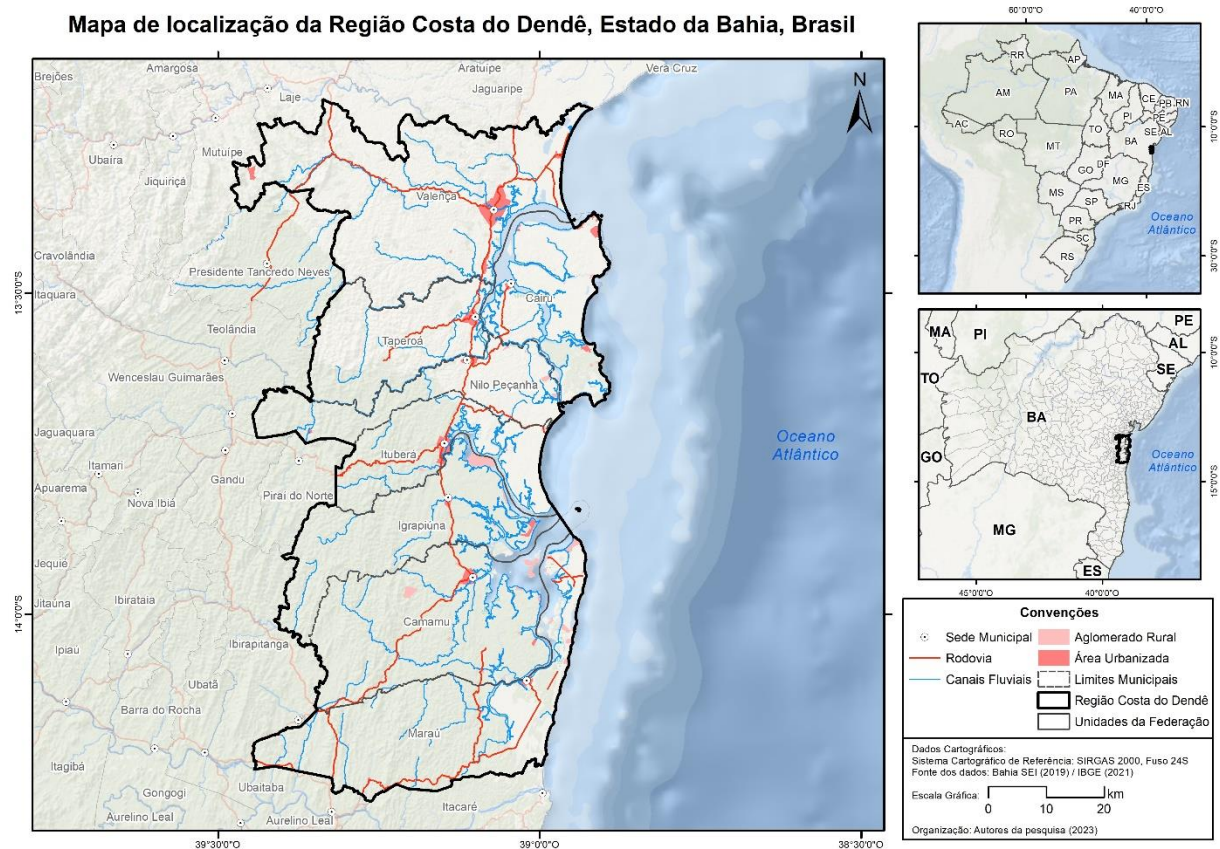 Mapa de localização da Região Costa do Dendê, Estado da Bahia, Brasil
Amargosa
Aratuípe
Vera Cruz
Brejões
Jaguaripe
Laje
N
Ubaíra
Mutuípe
Jiquiriçá
Valença
Cravolândia
Presidente Tancredo Neves
Itaquara
Cairu
Teolândia
Taperoá
Wenceslau Guimarães
Nilo Peçanha
Jaguaquara
Ituberá
Oceano
Atlântico
Itamari
Gandu
Apuarema
Nova Ibiá
Piraí do Norte
Igrapiúna
Jequié
Jitaúna
Ibirataia
Camamu
Ibirapitanga
Ipiaú
Ubatã
Barra do Rocha
Maraú
Itagibá
Ubaitaba
Gongogi
Itacaré
Aurelino Leal
Aurelino Leal
13°30'0"S
14°0'0"S
39°30'0"O
39°0'0"O
38°30'0"O
60°0'0"O
40°0'0"O
RR
AP
AM
PA
MA
CE
RN
PB
PI
PE
AC
TO
SE
AL
RO
BA
MT
DF
GO
MG
MS
ES
SP
RJ
PR
Oceano
Atlântico
SC
RS
10°0'0"S
30°0'0"S
MA
PI
PE
AL
SE
TO
BA
GO
Oceano
Atlântico
MG
ES
10°0'0"S
15°0'0"S
45°0'0"O
40°0'0"O
Convenções
Sede Municipal
Aglomerado Rural
Rodovia
Área Urbanizada
Canais Fluviais
Limites Municipais
Região Costa do Dendê
Unidades da Federação
Dados Cartográficos:
Sistema Cartográfico de Referência: SIRGAS 2000, Fuso 24S
Fonte dos dados: Bahia SEI (2019) / IBGE (2021)
Escala Gráfica:
km
0 10 20
Organização: Autores da pesquisa (2023)